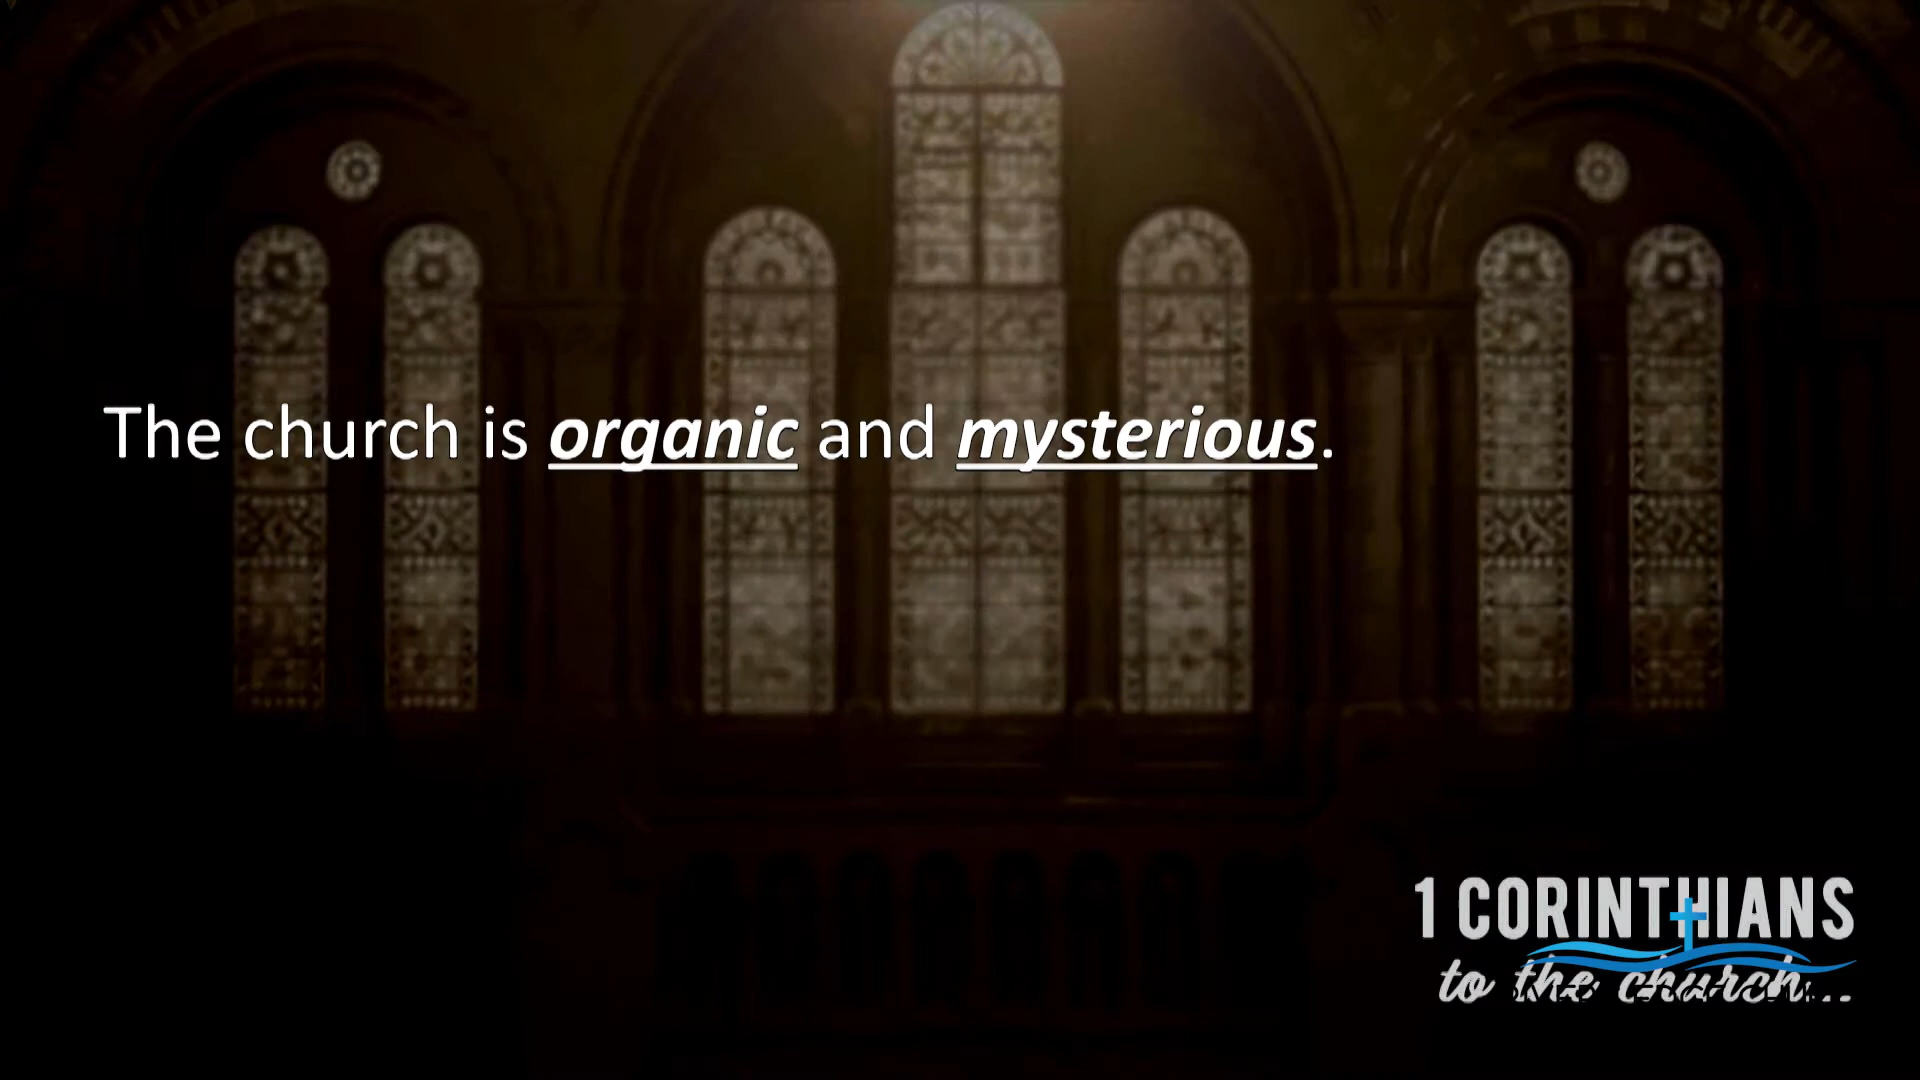 The church is organic and mysterious.
1 CORINTHIANS
to the church...